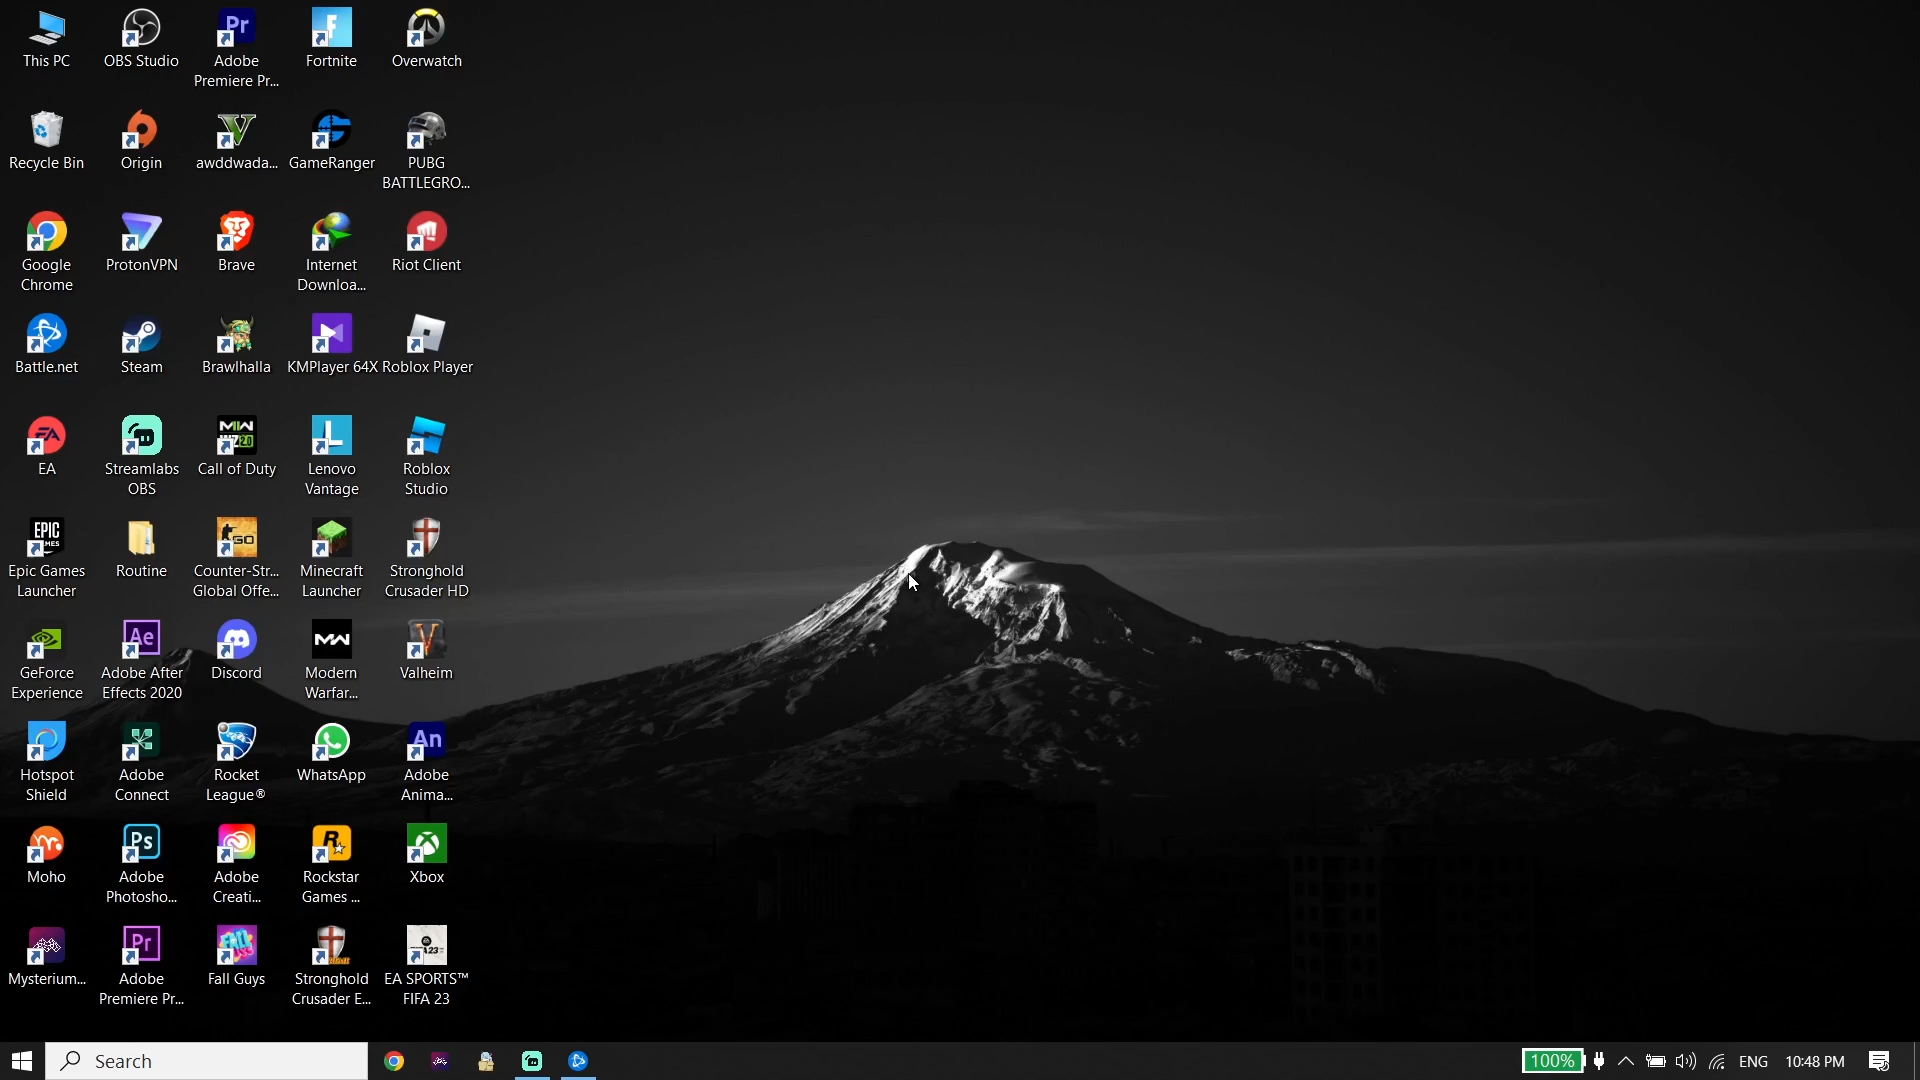 This PC
OBS Studio
Adobe
Premiere Pr...
Fortnite
Overwatch
Recycle Bin
Origin
awddwada...
GameRanger
PUBG
BATTLEGRO...
Google
Chrome
ProtonVPN
Brave
Internet
Downloa...
Riot Client
Battle.net
Steam
Brawlhalla
KMPlayer 64X
Roblox Player
EA
Streamlabs
OBS
Call of Duty
Lenovo
Vantage
Roblox
Studio
Epic Games
Launcher
Routine
Counter-Str...
Global Offe...
Minecraft
Launcher
Stronghold
Crusader HD
GeForce
Experience
Adobe After
Effects 2020
Discord
Modern
Warfar...
Valheim
Hotspot
Shield
Adobe
Connect
Rocket
League®
WhatsApp
Adobe
Anima...
Moho
Adobe
Photosho...
Adobe
Creati...
Rockstar
Games ...
Xbox
Mysterium...
Adobe
Premiere Pr...
Fall Guys
Stronghold
Crusader E...
EA SPORTS™
FIFA 23
Search
100%
ENG
10:48 PM